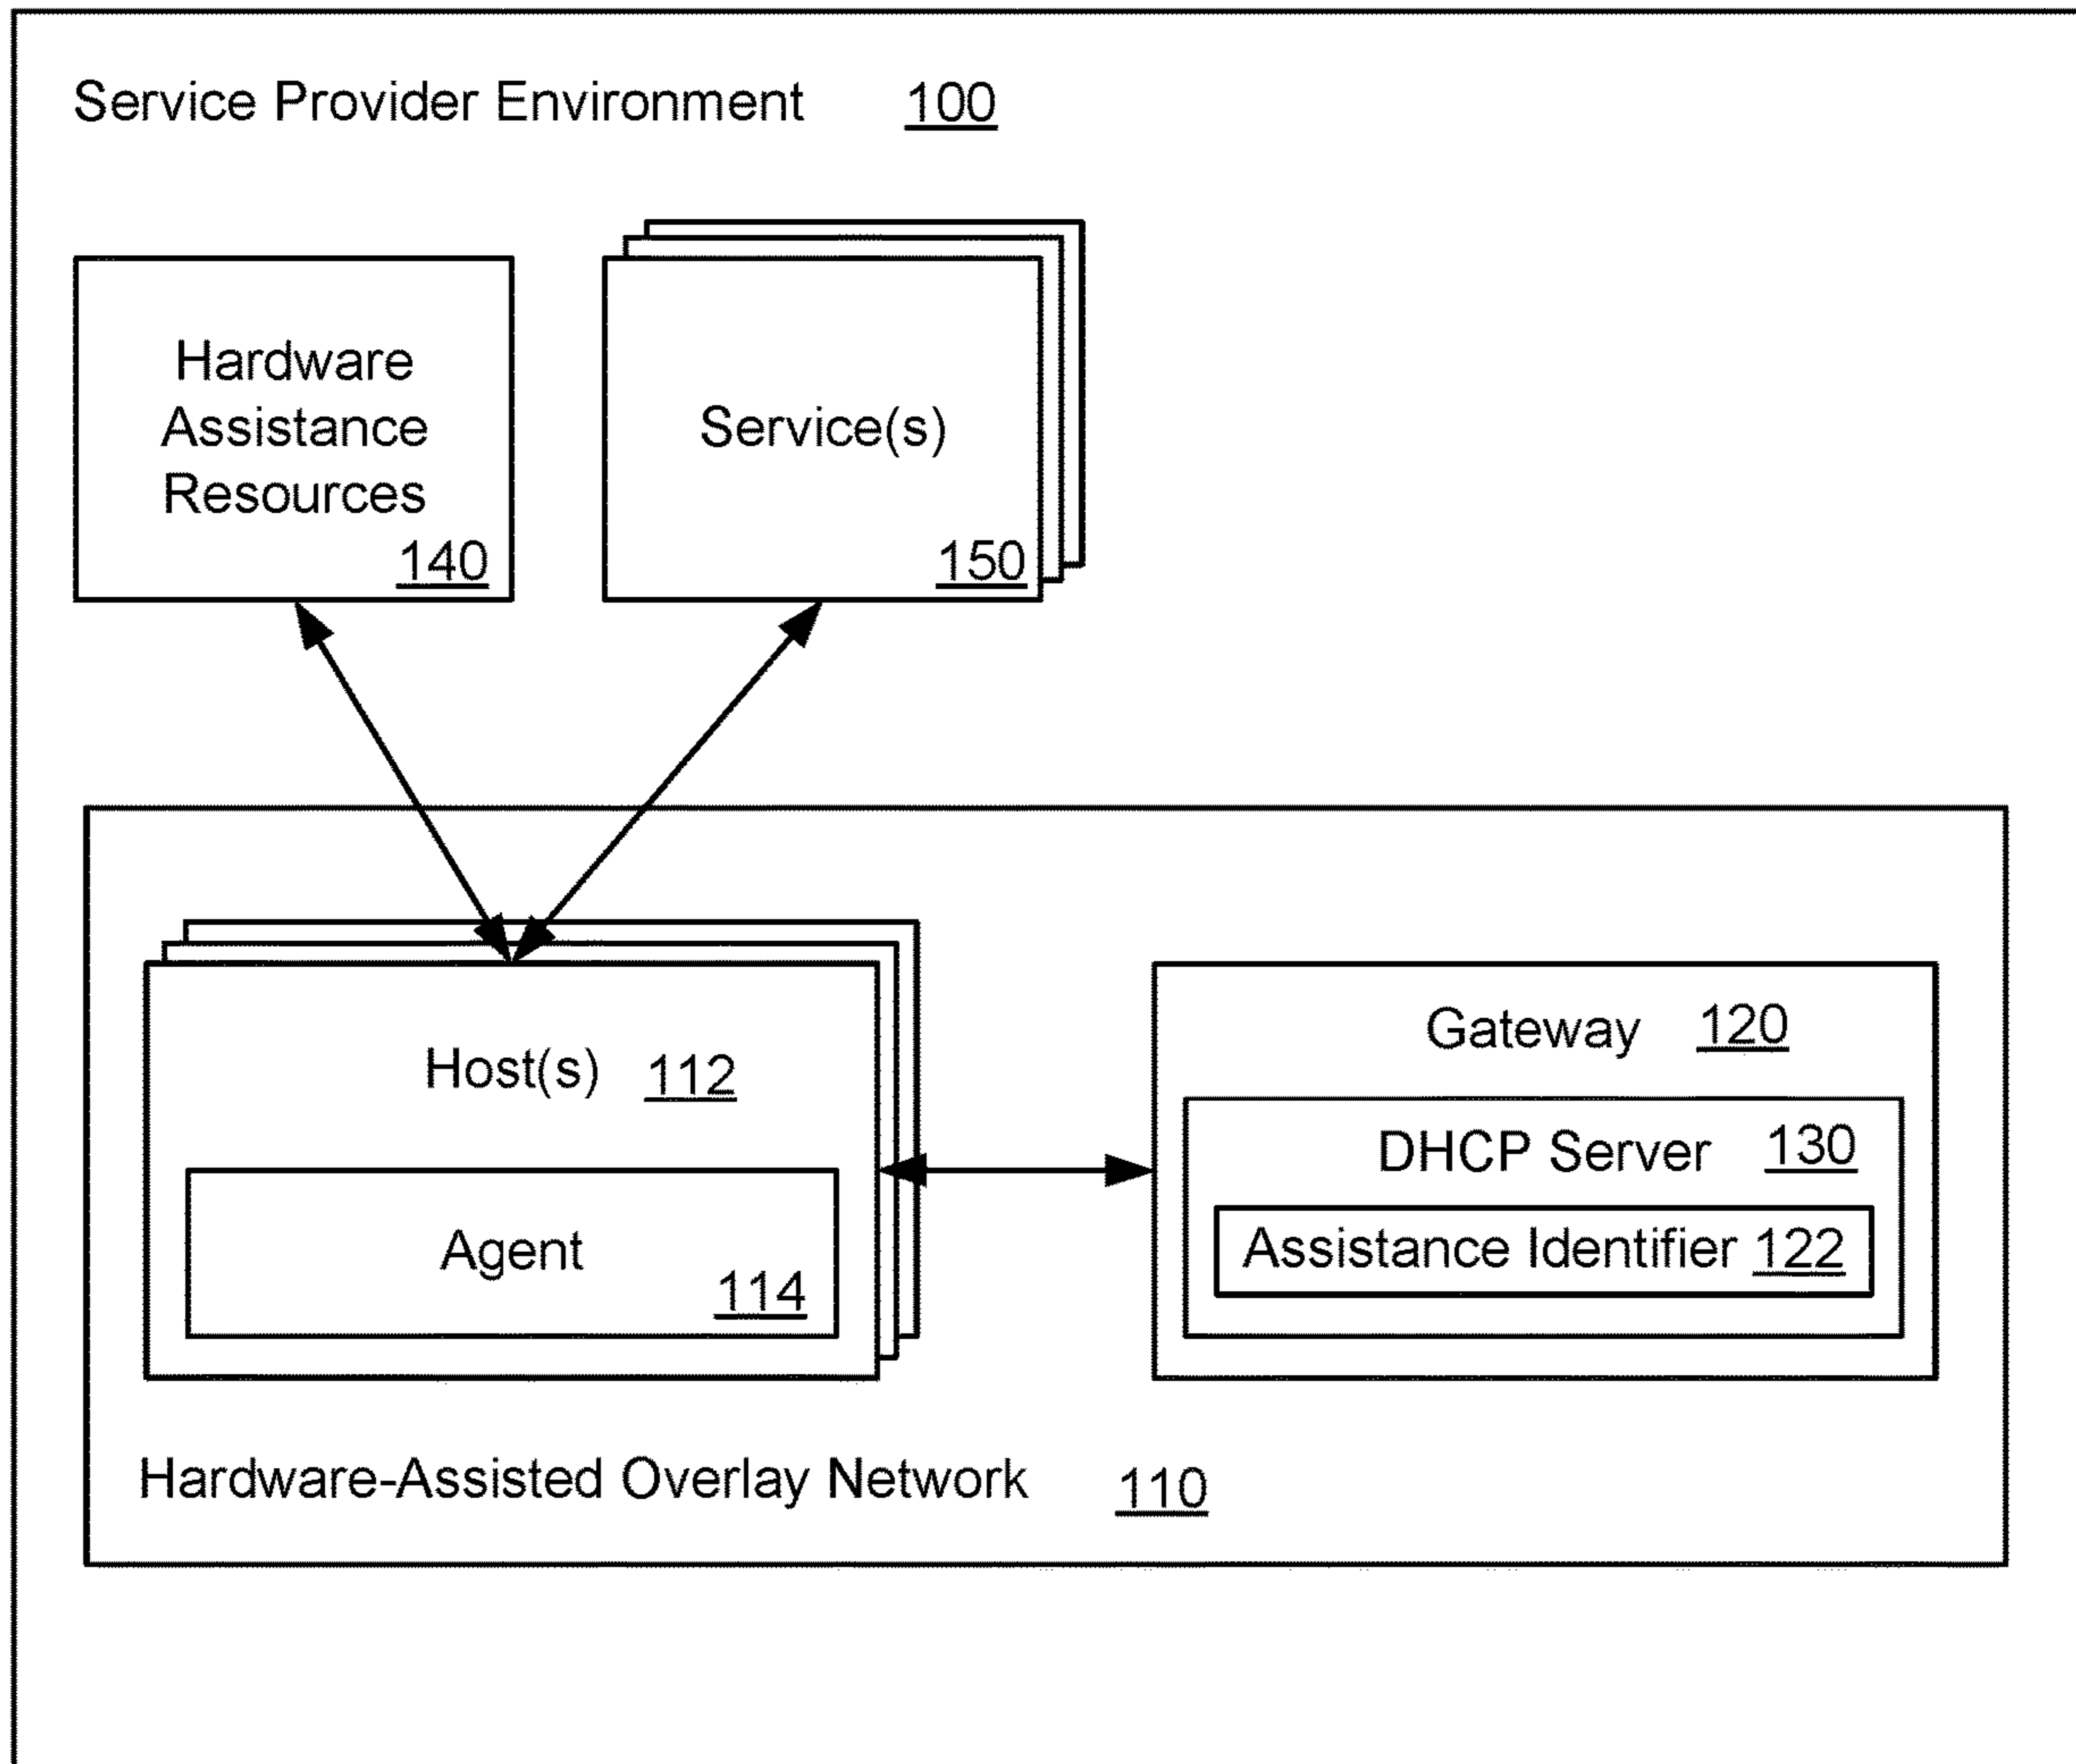 Service Provider Environment 100
Hardware
Assistance
Resources
140
Service(s)
150
Host(s) 112
Agent
114
Gateway 120
DHCP Server 130
Assistance Identifier 122
Hardware-Assisted Overlay Network 110